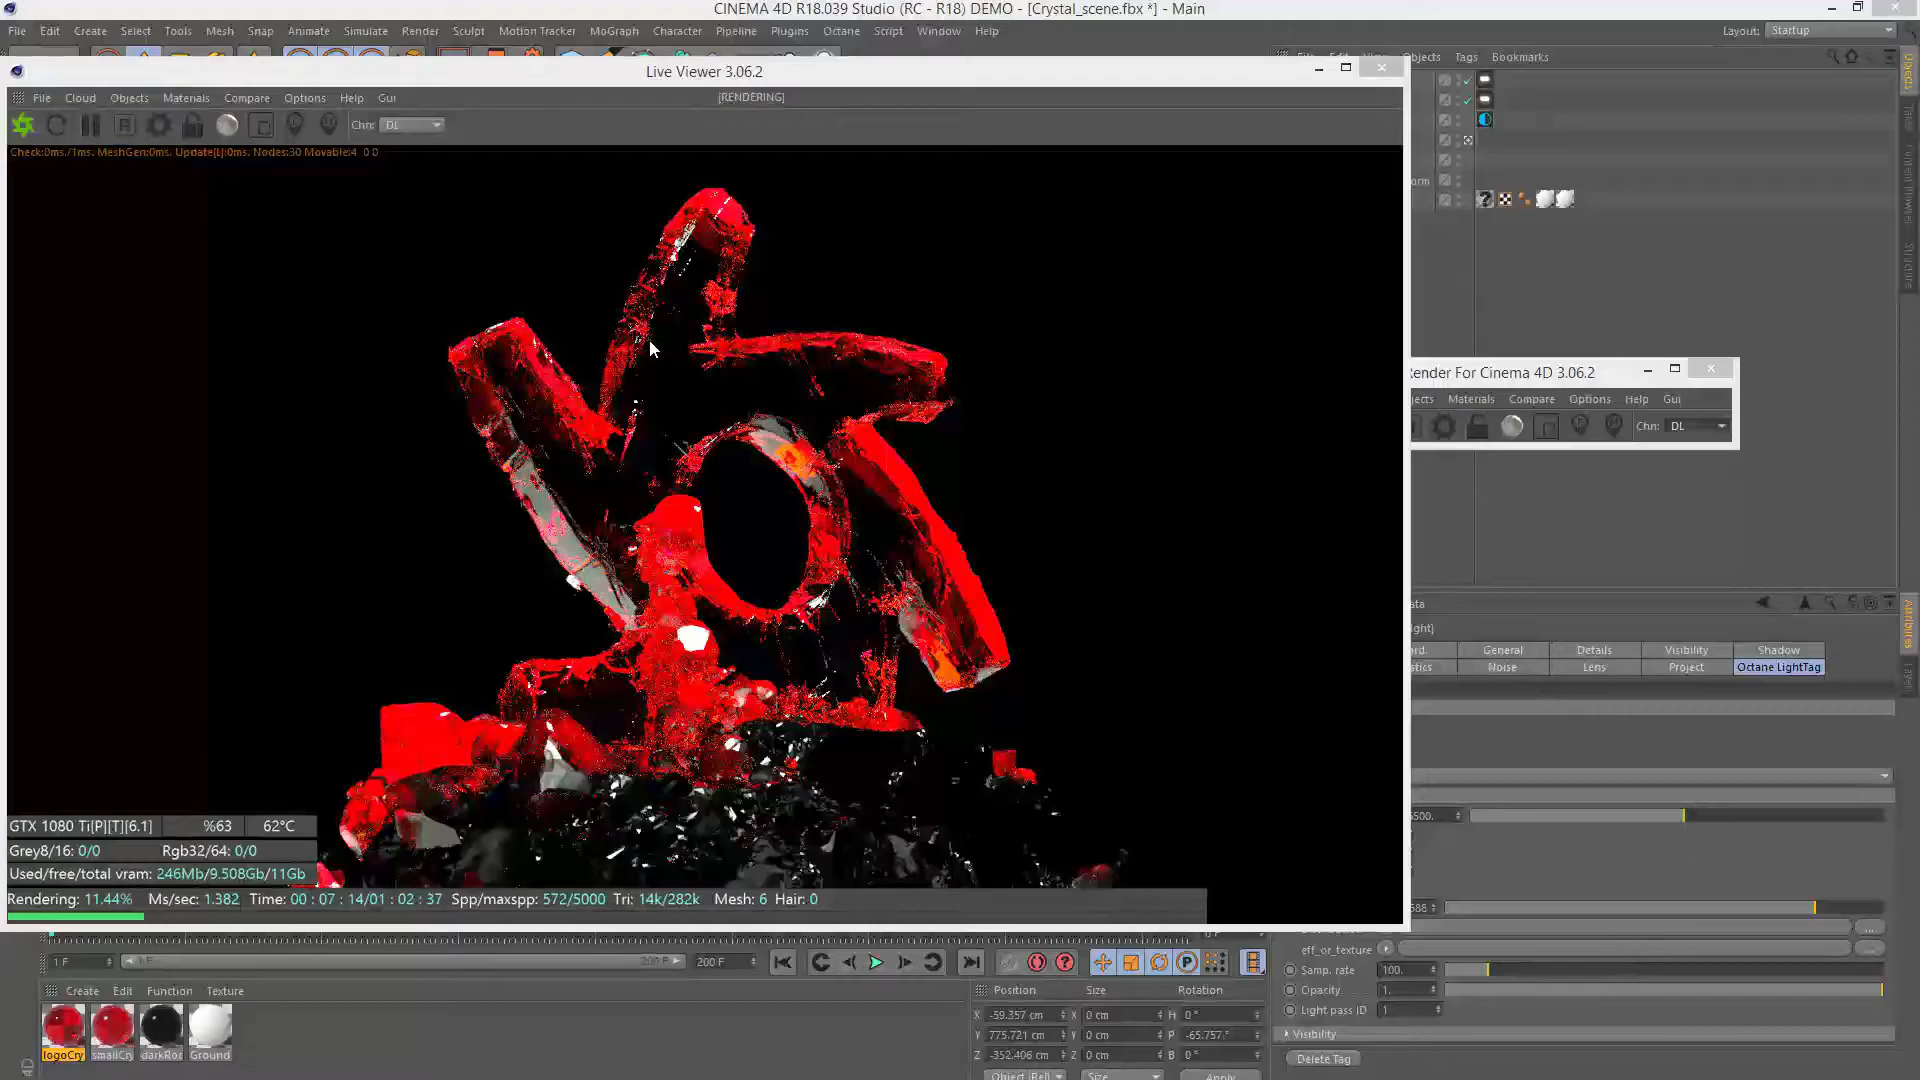 CINEMA 4D R18.039 Studio (RC - R18) DEMO - [Crystal_scene.fbx *] - Main
File Edit Create Select Tools Mesh Snap Animate Simulate Render Sculpt Motion Tracker MoGraph Character Pipeline Plugins Octane Script Window Help
Layout: Startup
Tags Bookmarks
Live Viewer 3.06.2
File Cloud Objects Materials Compare Options Help Gui
[RENDERING]
Chn: DL
Check:0ms./1ms. MeshGen:0ms. Update[L]:0ms. Nodes:30 Movable:4 0 0
Render For Cinema 4D 3.06.2
Materials Compare Options Help Gui
Chn: DL
General Details Visibility Shadow
Noise Lens Project Octane LightTag
GTX 1080 Ti[P][T][6.1] %63 62°C
Grey8/16: 0/0 Rgb32/64: 0/0
Used/free/total vram: 246Mb/9.508Gb/11Gb
Rendering: 11.44% Ms/sec: 1.382 Time: 00 : 07 : 14/01 : 02 : 37 Spp/maxspp: 572/5000 Tri: 14k/282k Mesh: 6 Hair: 0
eff_or_texture
1 F 200 F
Samp. rate 100.
Opacity. 1.
Light pass ID 1
Visibility
Delete Tag
Create Edit Function Texture
logoCry smallCry darkRoc Ground
Position Size Rotation
X -59.357 cm X 0 cm H 0°
Y 775.721 cm Y 0 cm P -65.757°
Z -352.406 cm Z 0 cm B 0°
Object (Rel) Size Apply